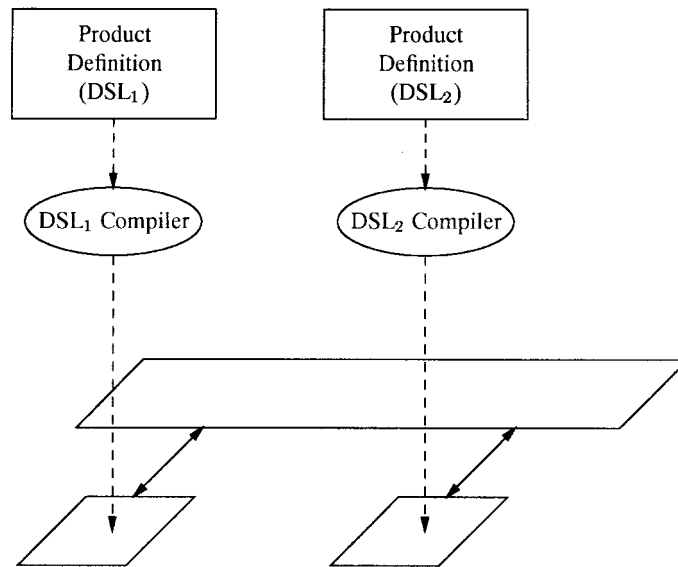 Product
Definition
(DSL₁)
Product
Definition
(DSL₂)
DSL₁ Compiler
DSL₂ Compiler